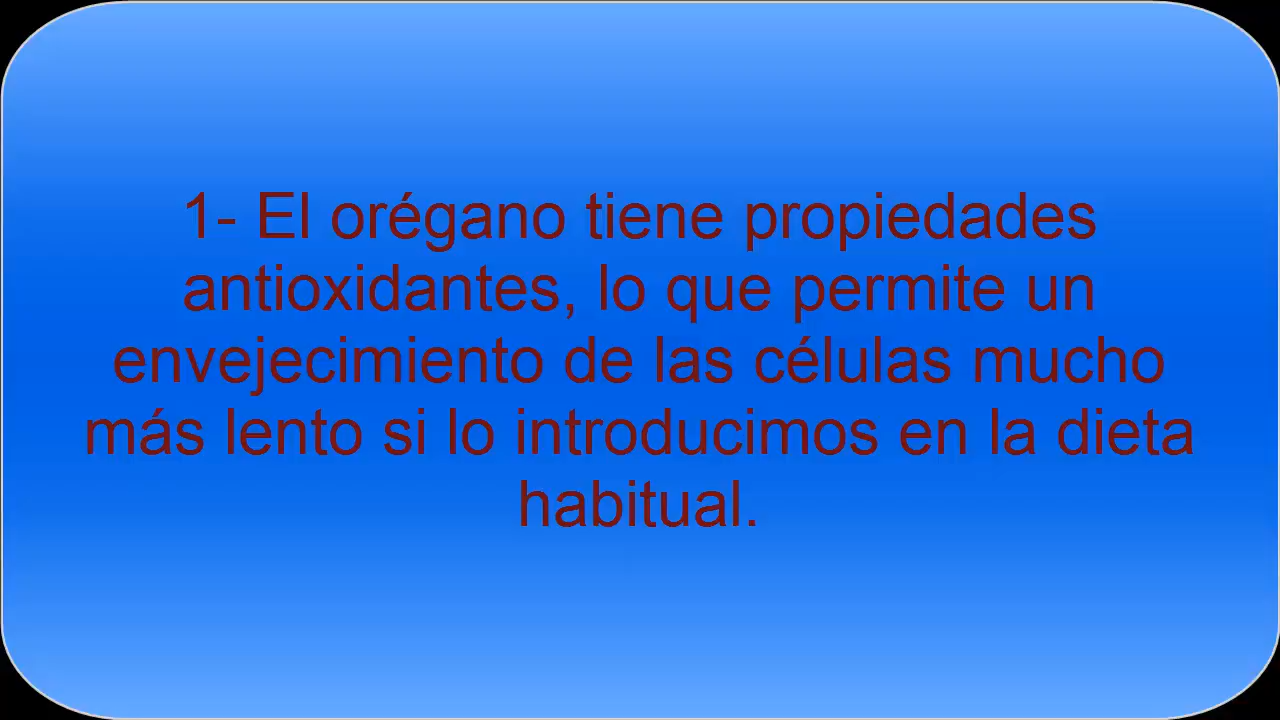 1- El orégano tiene propiedades
antioxidantes, lo que permite un
envejecimiento de las células mucho
más lento si lo introducimos en la dieta
habitual.